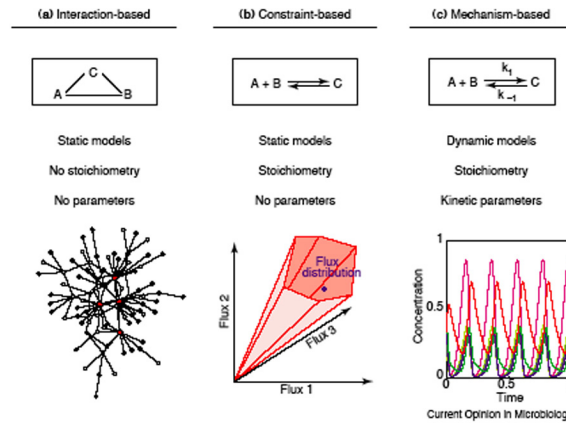 (a) Interaction-based
C
A B
Static models
No stoichiometry
No parameters
(b) Constraint-based
A + B C
Static models
Stoichiometry
No parameters
Flux 2
Flux
distribution
Flux 3
Flux 1
(c) Mechanism-based
k1
A + B C
k–1
Dynamic models
Stoichiometry
Kinetic parameters
Concentration
1
0.5
0
0 0.5
Time
Current Opinion in Microbiolog